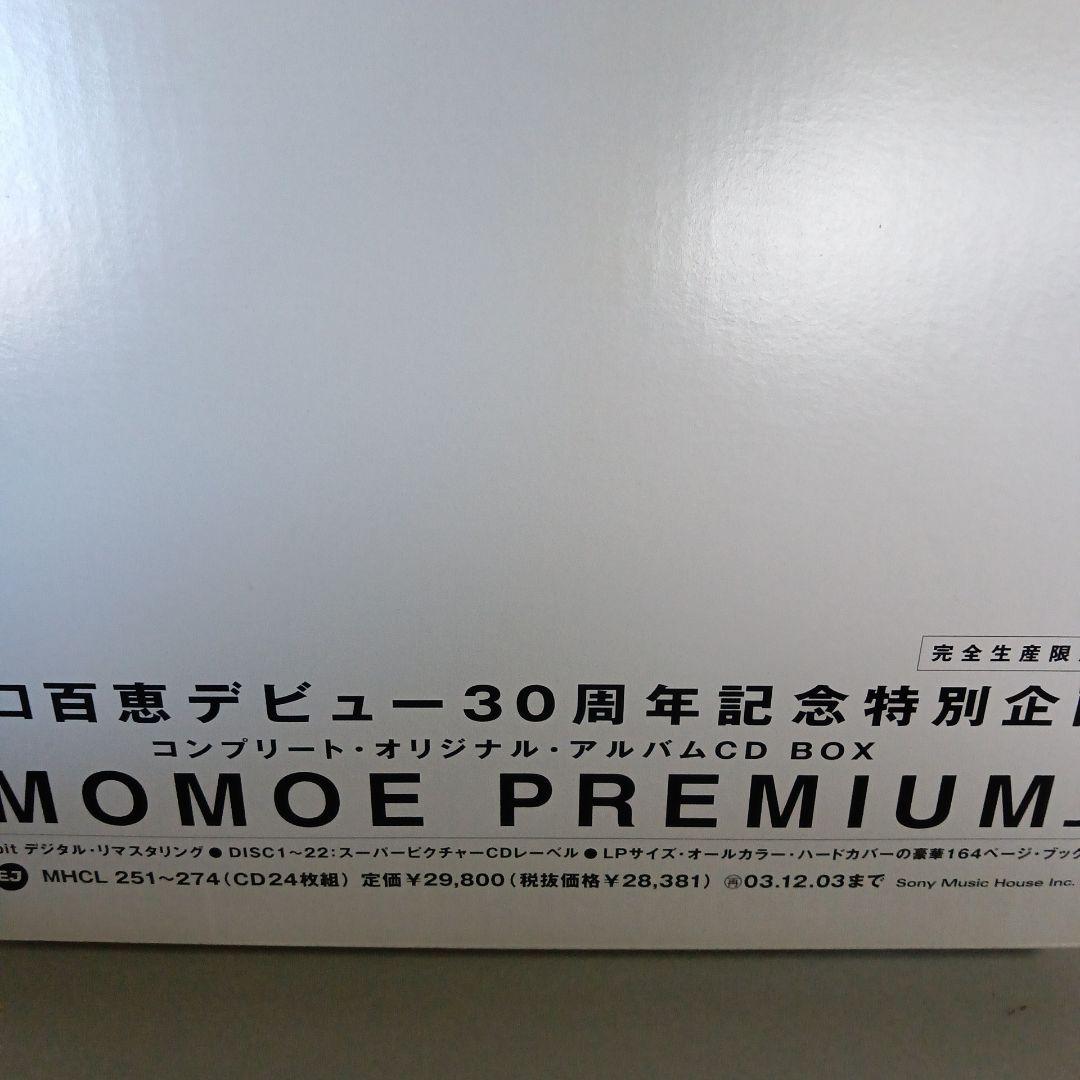 完全生産限
口百恵デビュー30周年記念特別企
コンプリート・オリジナル・アルバムCD BOX
MOMOE PREMIUM」
bit デジタル・リマスタリング●DISC1～22:スーパーピクチャーCDレーベル●LPサイズ・オールカラー・ハードカバーの豪華164ページ・ブック
EJ MHCL 251～274(CD24枚組) 定価￥29,800(税抜価格￥28,381) ㊢03.12.03まで Sony Music House Inc.